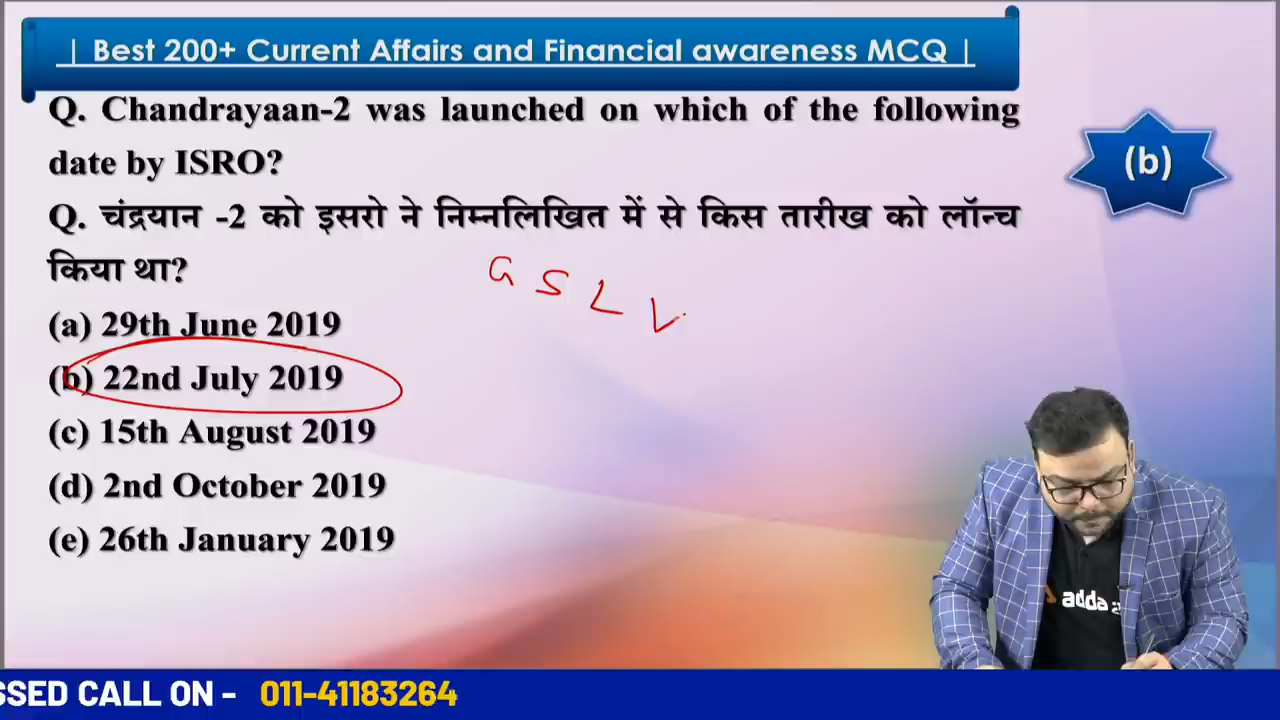 | Best 200+ Current Affairs and Financial awareness MCQ |
Q. Chandrayaan-2 was launched on which of the following
date by ISRO?
(b)
Q. चंद्रयान -2 को इसरो ने निम्नलिखित में से किस तारीख को लॉन्च
किया था?
G S L V
(a) 29th June 2019
(b) 22nd July 2019
(c) 15th August 2019
(d) 2nd October 2019
(e) 26th January 2019
adda
SSED CALL ON - 011-41183264